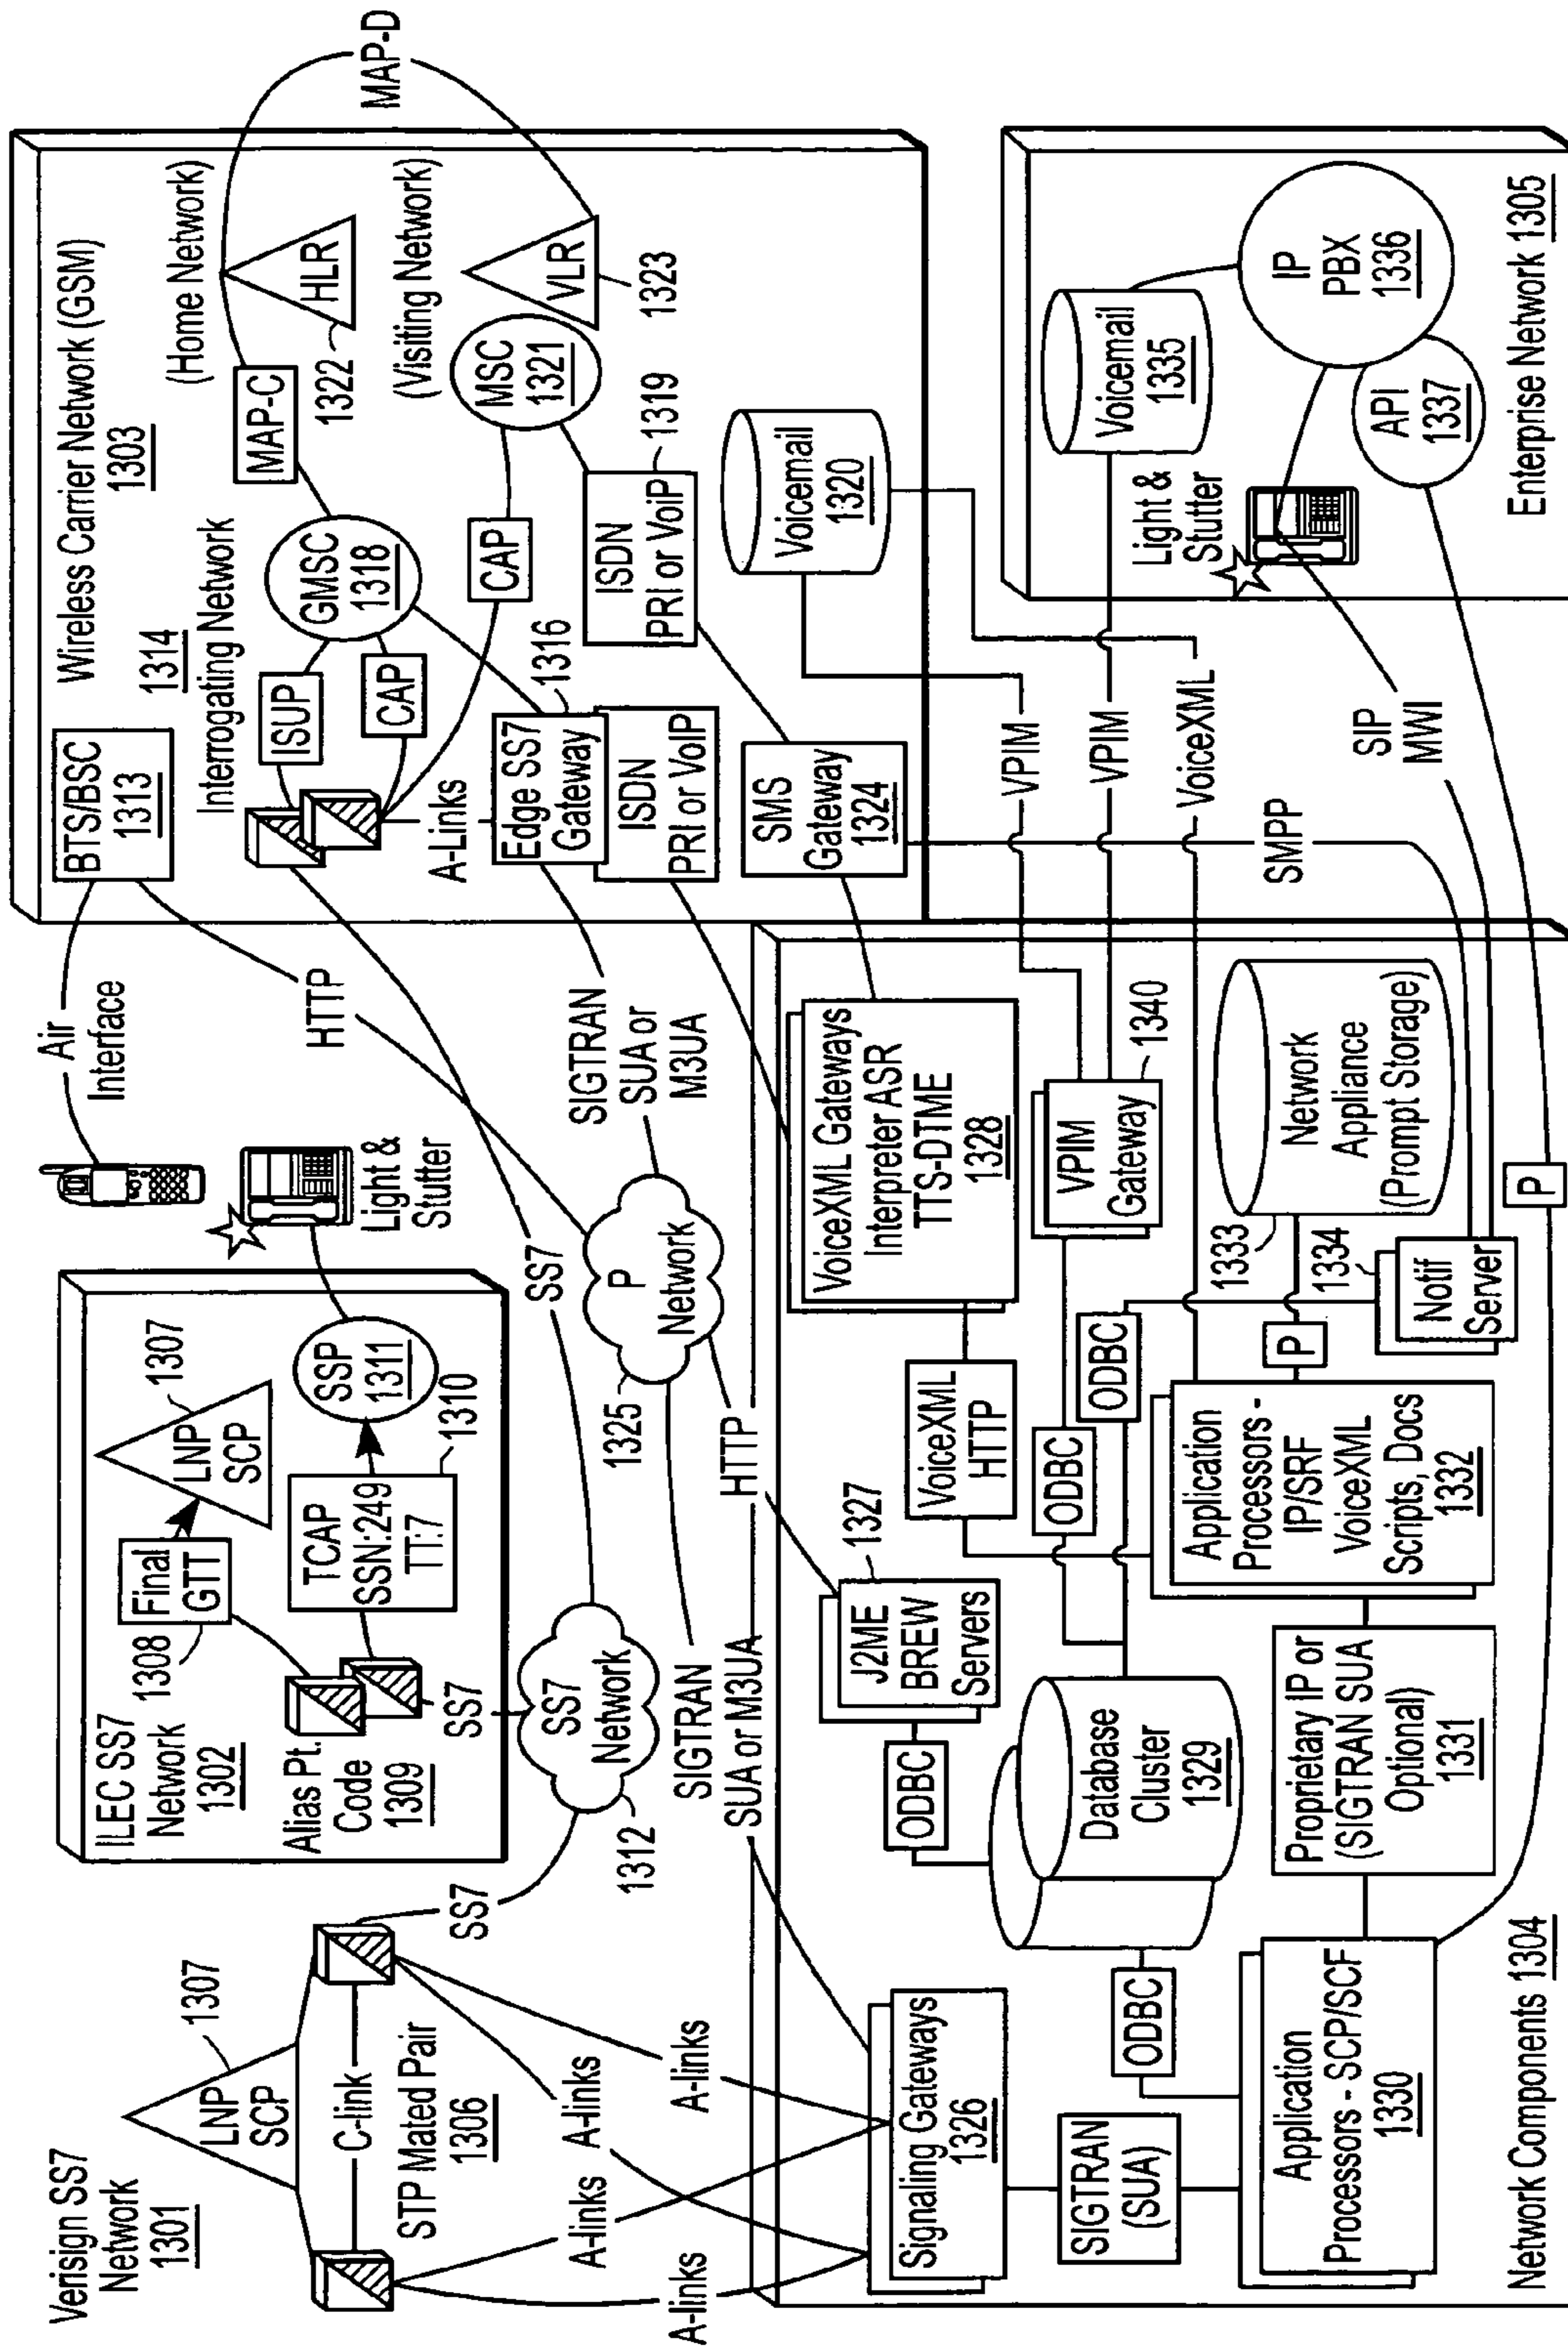 Verisign SS7
Network
1301
LNP
SCP
1307
C-link
STP Mated Pair
1306
A-links
A-links
A-links
A-links
SS7
ILEC SS7
Network
1302
1308
Final
GTT
LNP
SCP
1307
Alias Pt.
Code
1309
TCAP
SSN:249
TT:7
1310
SSP
1311
SS7
SS7
Network
1312
SS7
Light &
Stutter
Air
Interface
HTTP
P
Network
1325
SIGTRAN
SUA or
M3UA
SIGTRAN
SUA or M3UA
HTTP
Wireless Carrier Network (GSM)
1303
BTS/BSC
1313
1314
Interrogating Network
ISUP
CAP
GMSC
1318
MAP-C
(Home Network)
HLR
1322
MAP-D
(Visiting Network)
VLR
1323
MSC
1321
CAP
A-Links
Edge SS7
Gateway
1316
ISDN
PRI or VoIP
ISDN
PRI or VoiP
1319
SMS
Gateway
1324
Voicemail
1320
VPIM
VPIM
VoiceXML
SMPP
SIP
MWI
Voicemail
1335
Light &
Stutter
IP
PBX
1336
API
1337
Enterprise Network 1305
Signaling Gateways
1326
SIGTRAN
(SUA)
Application
Processors - SCP/SCF
1330
ODBC
Database
Cluster
1329
ODBC
J2ME
BREW
Servers
1327
VoiceXML
HTTP
VoiceXML Gateways
Interpreter ASR
TTS-DTME
1328
ODBC
ODBC
VPIM
Gateway
1340
Proprietary IP or
(SIGTRAN SUA
Optional)
1331
Application
Processors -
IP/SRF
VoiceXML
Scripts, Docs
1332
P
1333
Network
Appliance
(Prompt Storage)
1334
Notif
Server
P
Network Components 1304